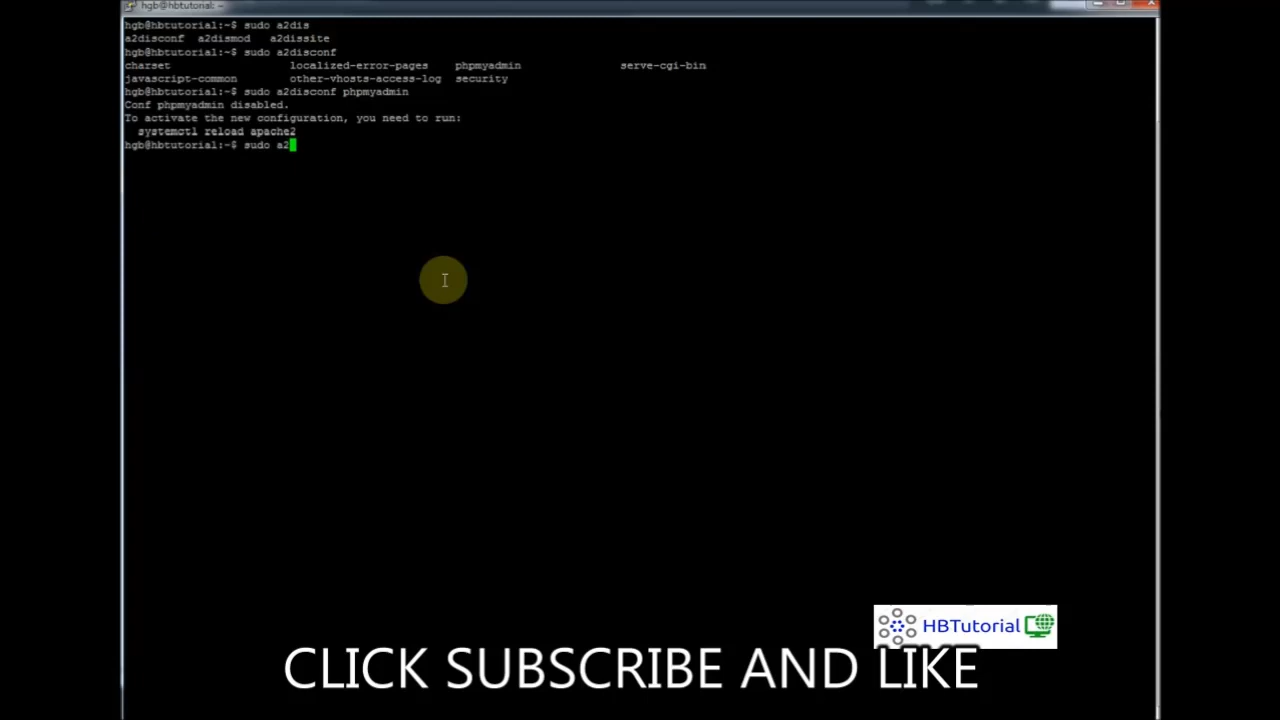 hgb@hbtutorial: ~
hgb@hbtutorial:~$ sudo a2dis
a2disconf a2dismod a2dissite
hgb@hbtutorial:~$ sudo a2disconf
charset localized-error-pages phpmyadmin serve-cgi-bin
javascript-common other-vhosts-access-log security
hgb@hbtutorial:~$ sudo a2disconf phpmyadmin
Conf phpmyadmin disabled.
To activate the new configuration, you need to run:
systemctl reload apache2
hgb@hbtutorial:~$ sudo a2
HBTutorial
CLICK SUBSCRIBE AND LIKE